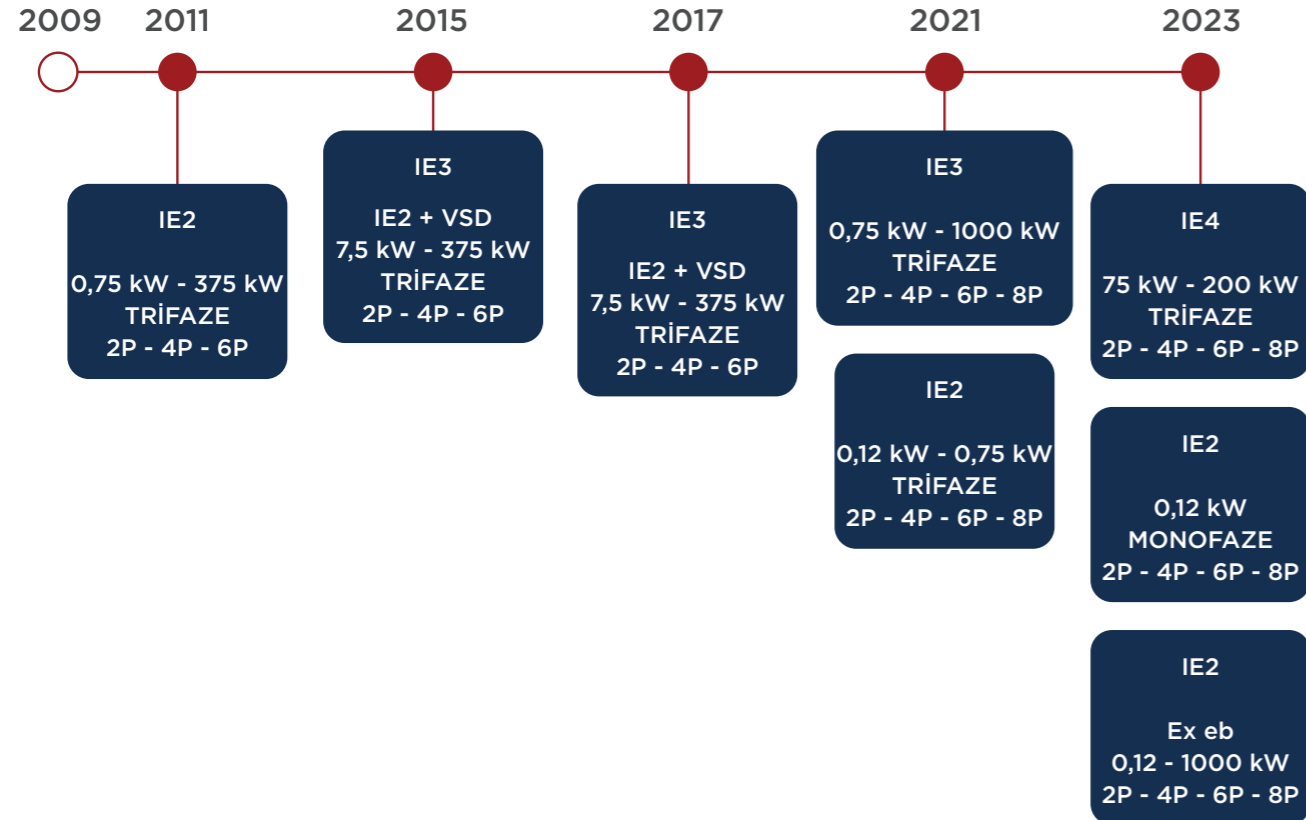 2009 2011 2015 2017 2021 2023
IE2
0,75 kW - 375 kW
TRİFAZE
2P - 4P - 6P
IE3
IE2 + VSD
7,5 kW - 375 kW
TRİFAZE
2P - 4P - 6P
IE3
IE2 + VSD
7,5 kW - 375 kW
TRİFAZE
2P - 4P - 6P
IE3
0,75 kW - 1000 kW
TRİFAZE
2P - 4P - 6P - 8P
IE2
0,12 kW - 0,75 kW
TRİFAZE
2P - 4P - 6P - 8P
IE4
75 kW - 200 kW
TRİFAZE
2P - 4P - 6P - 8P
IE2
0,12 kW
MONOFAZE
2P - 4P - 6P - 8P
IE2
Ex eb
0,12 - 1000 kW
2P - 4P - 6P - 8P